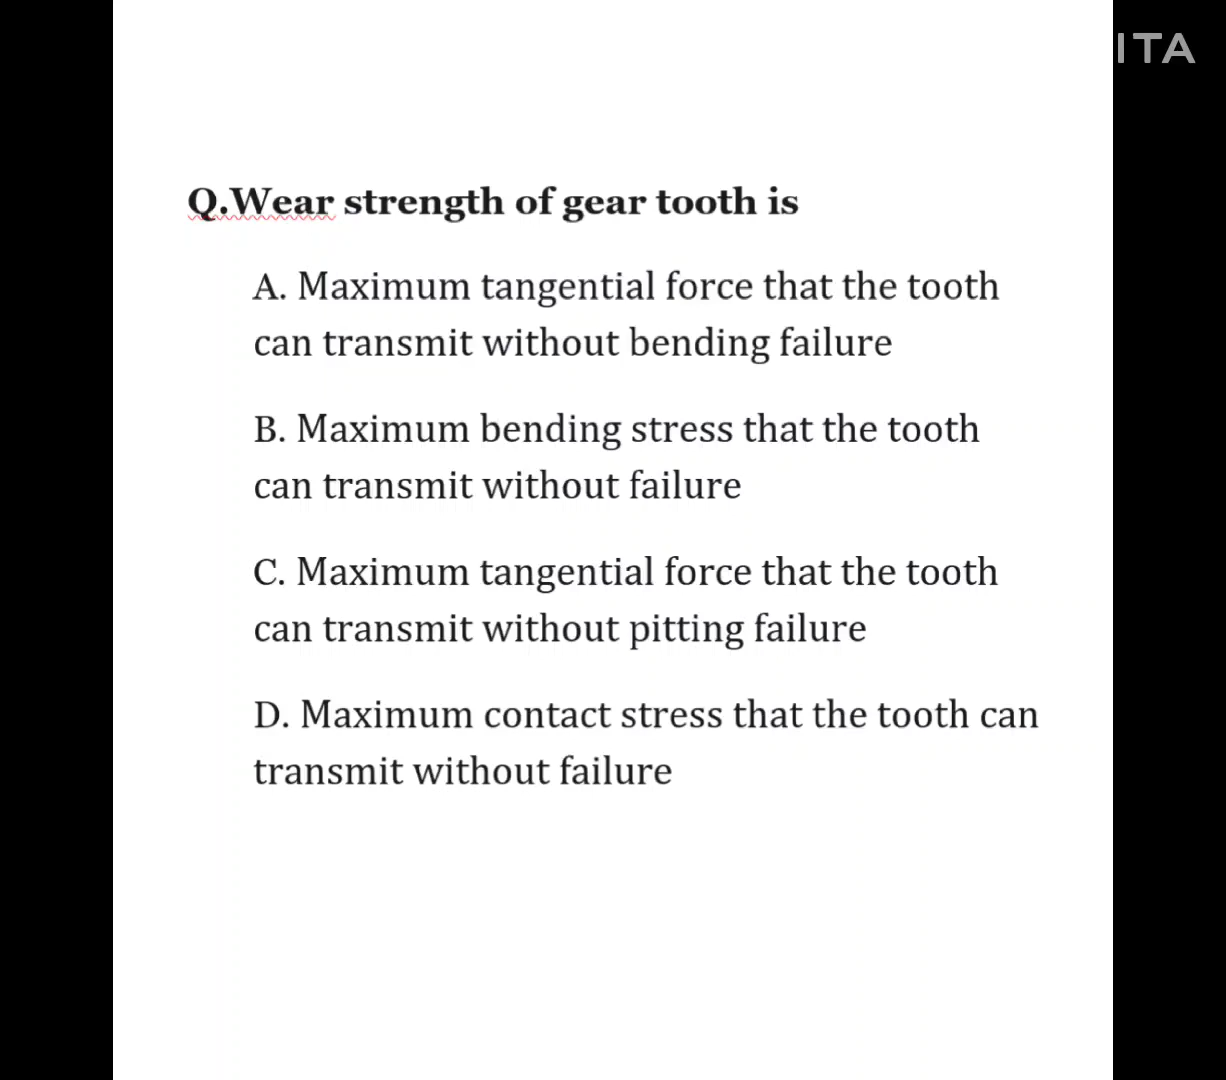 ITA
Q.Wear strength of gear tooth is
A. Maximum tangential force that the tooth
can transmit without bending failure
B. Maximum bending stress that the tooth
can transmit without failure
C. Maximum tangential force that the tooth
can transmit without pitting failure
D. Maximum contact stress that the tooth can
transmit without failure